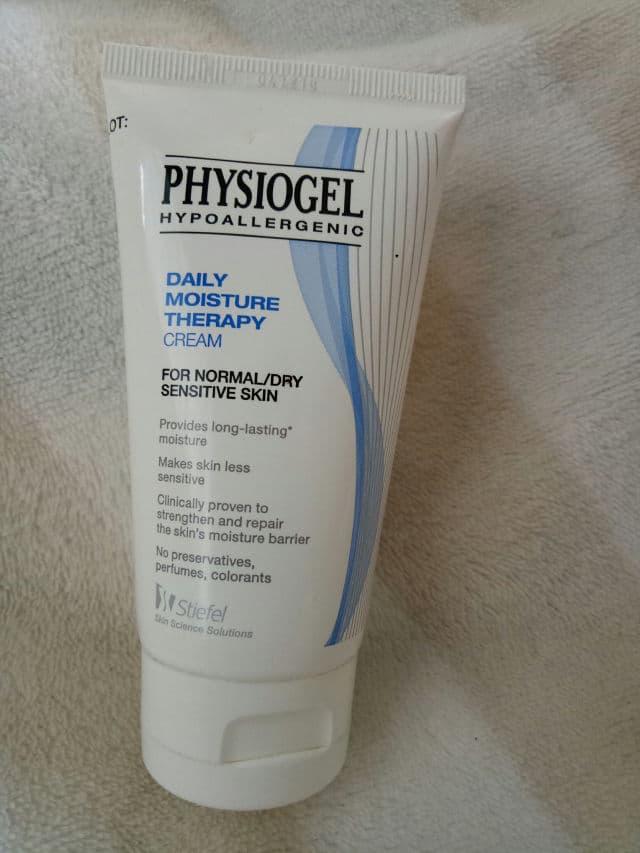 OT:
PHYSIOGEL
HYPOALLERGENIC
DAILY
MOISTURE
THERAPY
CREAM
FOR NORMAL/DRY
SENSITIVE SKIN
Provides long-lasting*
moisture
Makes skin less
sensitive
Clinically proven to
strengthen and repair
the skin's moisture barrier
No preservatives,
perfumes, colorants
Stiefel
Skin Science Solutions